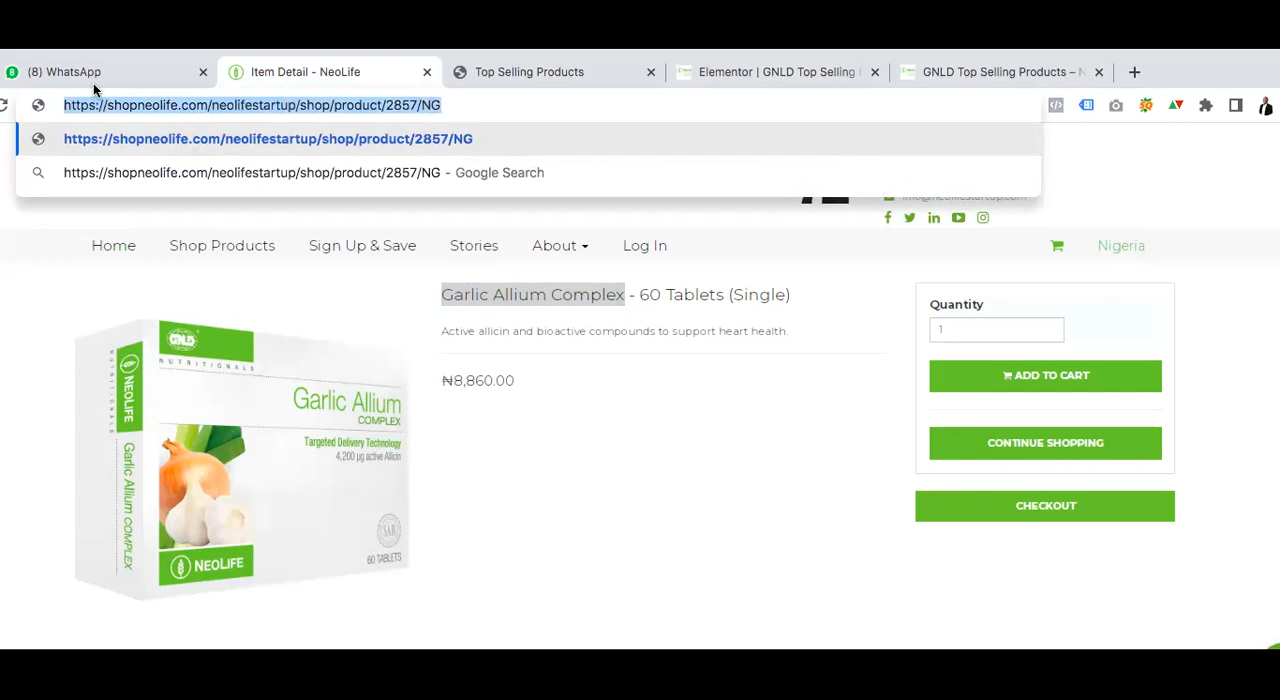 8 (8) WhatsApp
Item Detail - NeoLife
Top Selling Products
Elementor | GNLD Top Selling
GNLD Top Selling Products – N
https://shopneolife.com/neolifestartup/shop/product/2857/NG
https://shopneolife.com/neolifestartup/shop/product/2857/NG
https://shopneolife.com/neolifestartup/shop/product/2857/NG - Google Search
info@neolifestartup.com
Home Shop Products Sign Up & Save Stories About Log In Nigeria
Garlic Allium Complex - 60 Tablets (Single)
Active allicin and bioactive compounds to support heart health.
₦8,860.00
Quantity
1
ADD TO CART
CONTINUE SHOPPING
CHECKOUT
GNLD
NUTRITIONALS
Garlic Allium
COMPLEX
Targeted Delivery Technology
4,200 µg active Allicin
SAB
60 TABLETS
NEOLIFE
NEOLIFE
NUTRITIONALS
Garlic Allium COMPLEX